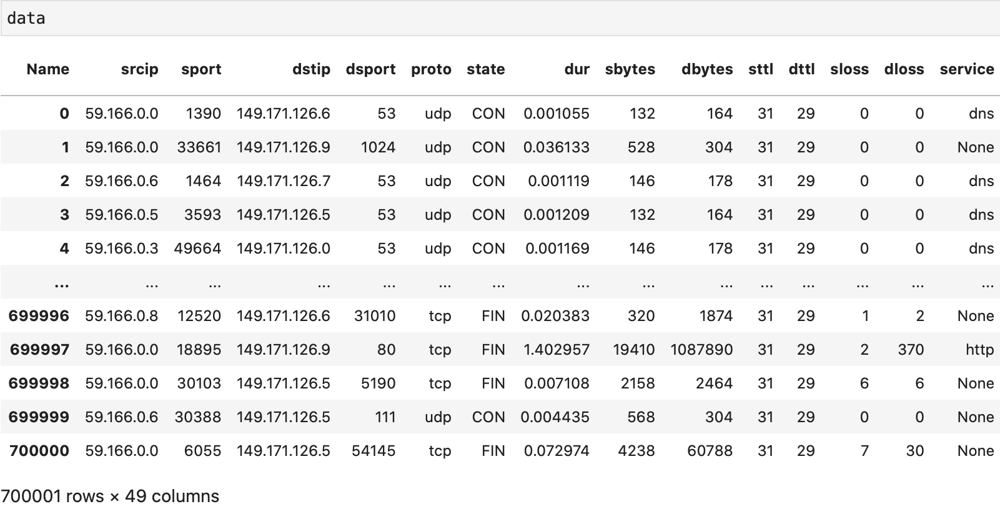 data
Name srcip sport dstip dsport proto state dur sbytes dbytes sttl dttl sloss dloss service
0 59.166.0.0 1390 149.171.126.6 53 udp CON 0.001055 132 164 31 29 0 0 dns
1 59.166.0.0 33661 149.171.126.9 1024 udp CON 0.036133 528 304 31 29 0 0 None
2 59.166.0.6 1464 149.171.126.7 53 udp CON 0.001119 146 178 31 29 0 0 dns
3 59.166.0.5 3593 149.171.126.5 53 udp CON 0.001209 132 164 31 29 0 0 dns
4 59.166.0.3 49664 149.171.126.0 53 udp CON 0.001169 146 178 31 29 0 0 dns
... ... ... ... ... ... ... ... ... ... ... ... ... ... ...
699996 59.166.0.8 12520 149.171.126.6 31010 tcp FIN 0.020383 320 1874 31 29 1 2 None
699997 59.166.0.0 18895 149.171.126.9 80 tcp FIN 1.402957 19410 1087890 31 29 2 370 http
699998 59.166.0.0 30103 149.171.126.5 5190 tcp FIN 0.007108 2158 2464 31 29 6 6 None
699999 59.166.0.6 30388 149.171.126.5 111 udp CON 0.004435 568 304 31 29 0 0 None
700000 59.166.0.0 6055 149.171.126.5 54145 tcp FIN 0.072974 4238 60788 31 29 7 30 None
700001 rows × 49 columns